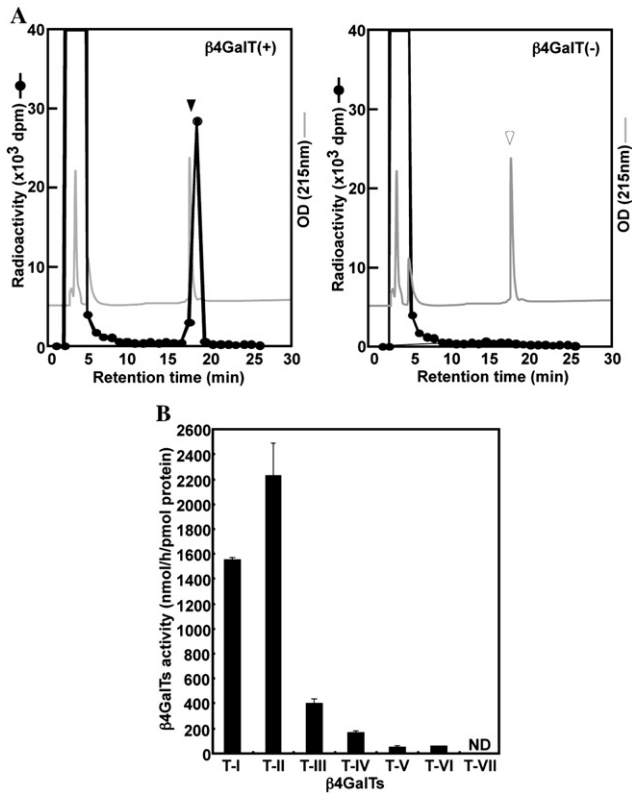 A
β4GalT(+)
Radioactivity (x10³ dpm)
40
30
20
10
0
0 5 10 15 20 25 30
Retention time (min)
OD (215nm)
β4GalT(-)
Radioactivity (x10³ dpm)
40
30
20
10
0
0 5 10 15 20 25 30
Retention time (min)
OD (215nm)
B
β4GalTs activity (nmol/h/pmol protein)
2600
2400
2200
2000
1800
1600
1400
1200
1000
800
600
400
200
0
ND
T-I T-II T-III T-IV T-V T-VI T-VII
β4GalTs